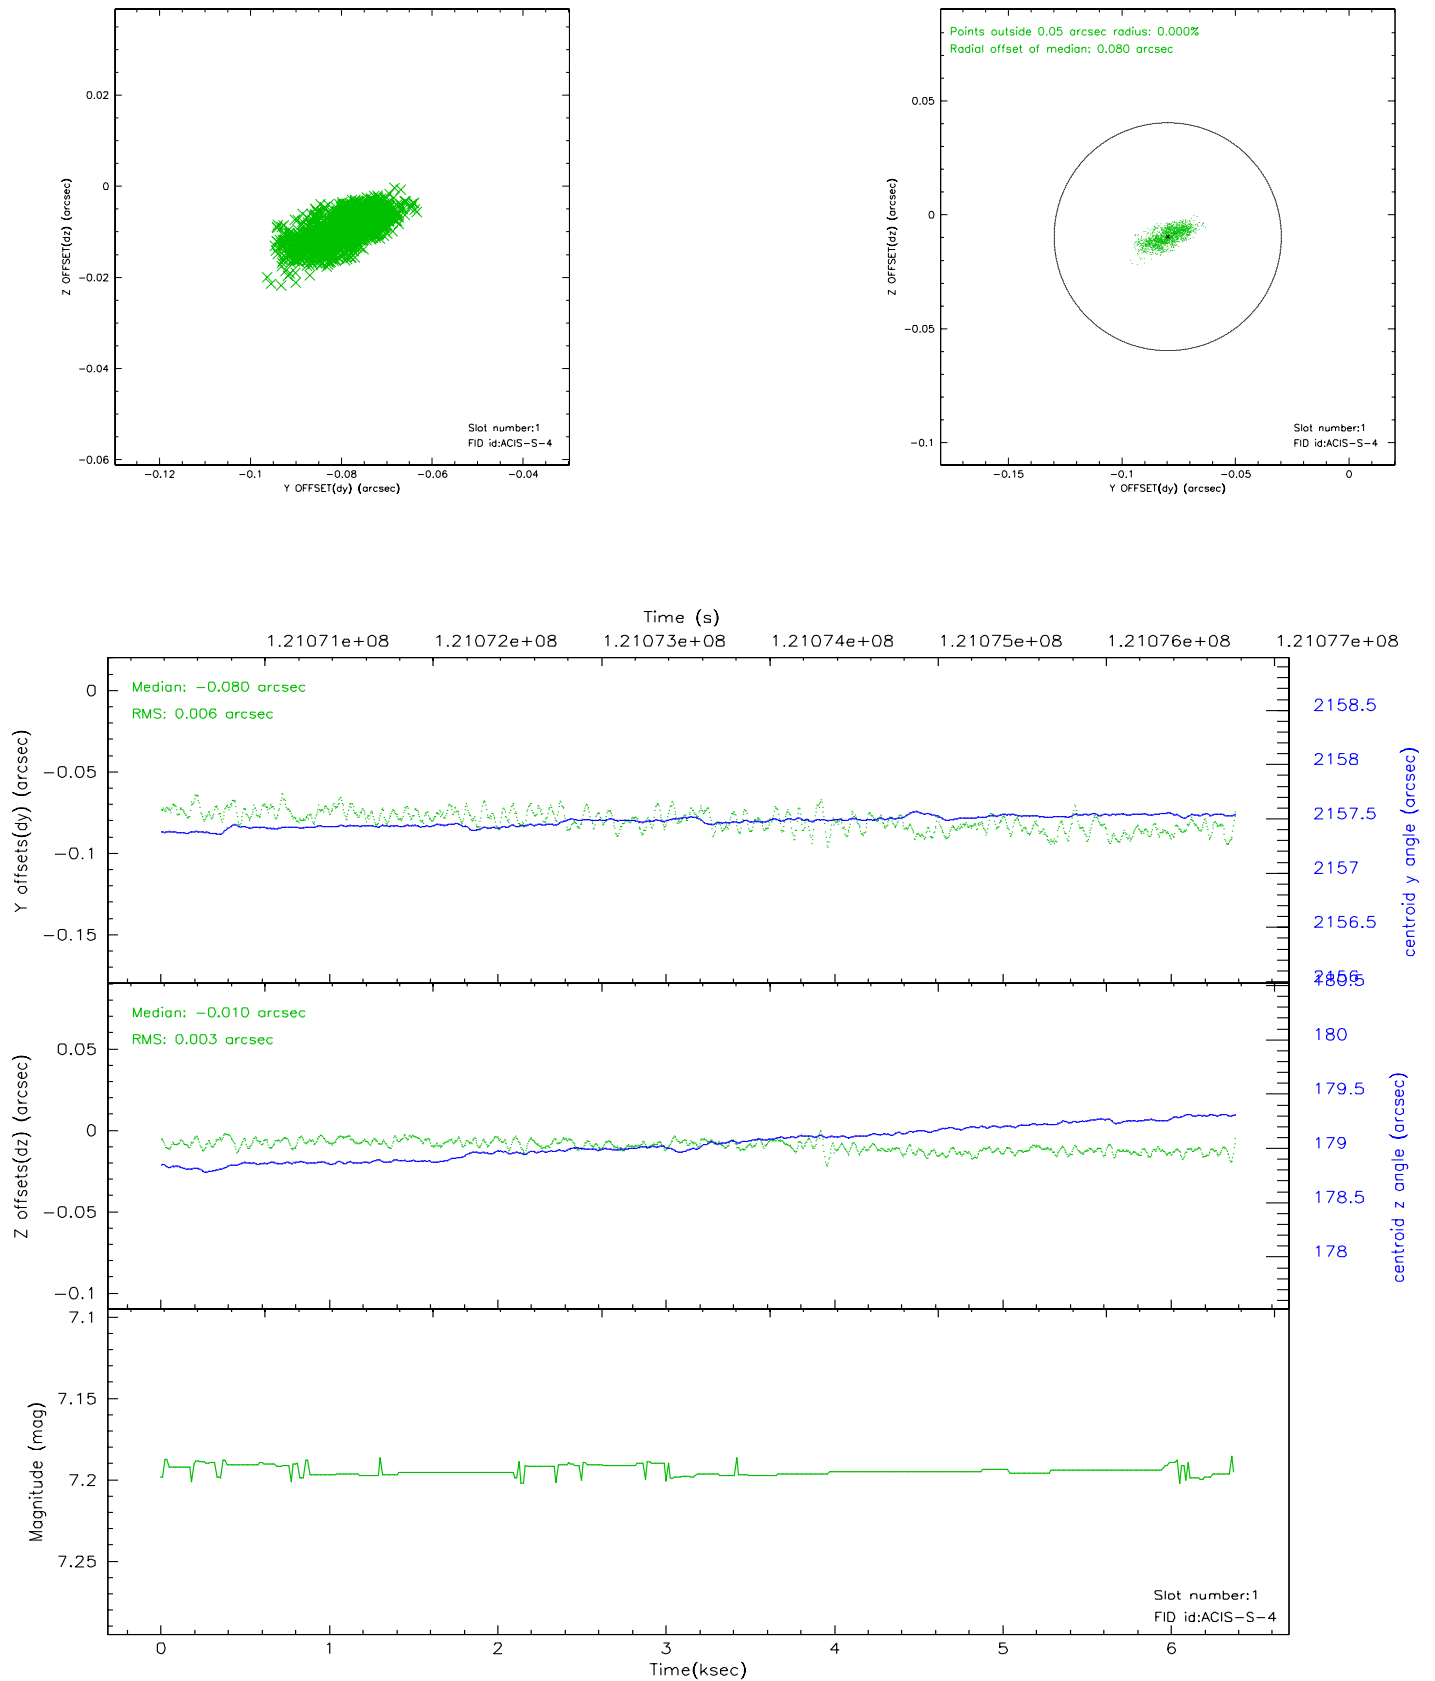 0.02
0
−0.02
−0.04
−0.06
Z OFFSET(dz) (arcsec)
Slot number:1
FID id:ACIS−S−4
−0.12 −0.1 −0.08 −0.06 −0.04
Y OFFSET(dy) (arcsec)
Points outside 0.05 arcsec radius: 0.000%
Radial offset of median: 0.080 arcsec
0.05
0
−0.05
−0.1
Z OFFSET(dz) (arcsec)
Slot number:1
FID id:ACIS−S−4
−0.15 −0.1 −0.05 0
Y OFFSET(dy) (arcsec)
Time (s)
1.21071e+08 1.21072e+08 1.21073e+08 1.21074e+08 1.21075e+08 1.21076e+08 1.21077e+08
Median: −0.080 arcsec
RMS: 0.006 arcsec
0
−0.05
−0.1
−0.15
Y offsets(dy) (arcsec)
2158.5
2158
2157.5
2157
2156.5
2156
centroid y angle (arcsec)
Median: −0.010 arcsec
RMS: 0.003 arcsec
0.05
0
−0.05
−0.1
Z offsets(dz) (arcsec)
180.5
180
179.5
179
178.5
178
centroid z angle (arcsec)
7.1
7.15
7.2
7.25
Magnitude (mag)
Slot number:1
FID id:ACIS−S−4
0 1 2 3 4 5 6
Time(ksec)